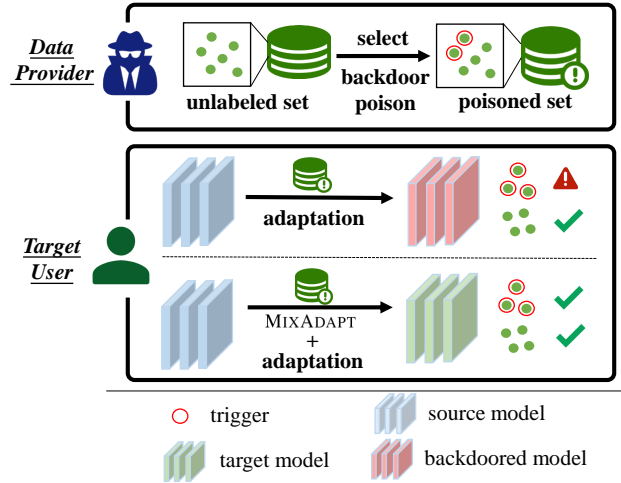 Data
Provider
unlabeled set
select
backdoor
poison
poisoned set
Target
User
adaptation
MIXADAPT
+
adaptation
trigger
source model
target model
backdoored model